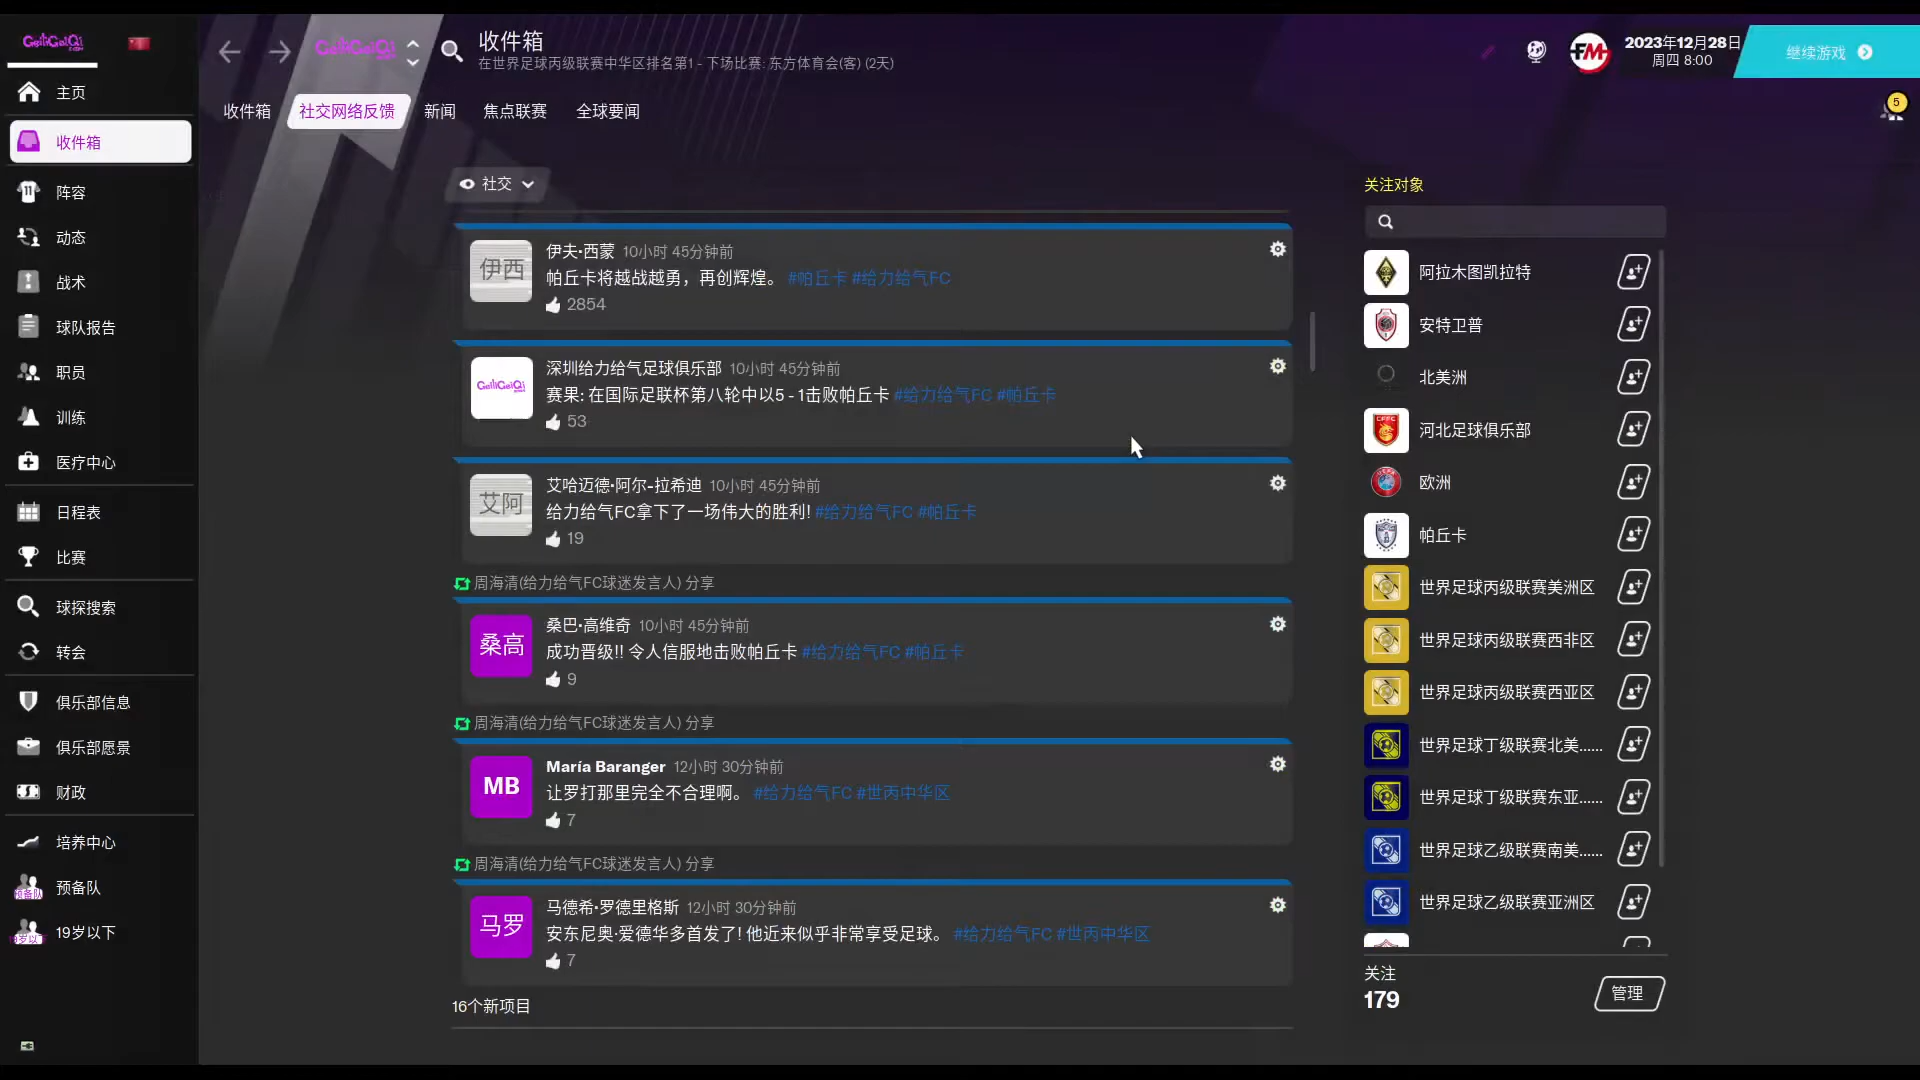 GeiliGeiQi
主页
收件箱
阵容
动态
战术
球队报告
职员
训练
医疗中心
日程表
比赛
球探搜索
转会
俱乐部信息
俱乐部愿景
财政
培养中心
预备队
预备队
19岁以下
19岁以下
GeiliGeiQi
收件箱
在世界足球丙级联赛中华区排名第1 - 下场比赛: 东方体育会(客) (2天)
FM
2023年12月28日
周四 8:00
继续游戏
5
收件箱 社交网络反馈 新闻 焦点联赛 全球要闻
社交
伊西
伊夫·西蒙 10小时 45分钟前
帕丘卡将越战越勇，再创辉煌。 #帕丘卡 #给力给气FC
2854
GeiliGeiQi
深圳给力给气足球俱乐部 10小时 45分钟前
赛果: 在国际足联杯第八轮中以5 - 1击败帕丘卡 #给力给气FC #帕丘卡
53
艾阿
艾哈迈德·阿尔-拉希迪 10小时 45分钟前
给力给气FC拿下了一场伟大的胜利! #给力给气FC #帕丘卡
19
周海清(给力给气FC球迷发言人) 分享
桑高
桑巴·高维奇 10小时 45分钟前
成功晋级!! 令人信服地击败帕丘卡 #给力给气FC #帕丘卡
9
周海清(给力给气FC球迷发言人) 分享
MB
María Baranger 12小时 30分钟前
让罗打那里完全不合理啊。 #给力给气FC #世丙中华区
7
周海清(给力给气FC球迷发言人) 分享
马罗
马德希·罗德里格斯 12小时 30分钟前
安东尼奥·爱德华多首发了! 他近来似乎非常享受足球。 #给力给气FC #世丙中华区
7
16个新项目
关注对象
阿拉木图凯拉特
安特卫普
北美洲
河北足球俱乐部
欧洲
帕丘卡
世界足球丙级联赛美洲区
世界足球丙级联赛西非区
世界足球丙级联赛西亚区
世界足球丁级联赛北美......
世界足球丁级联赛东亚......
世界足球乙级联赛南美......
世界足球乙级联赛亚洲区
关注
179
管理